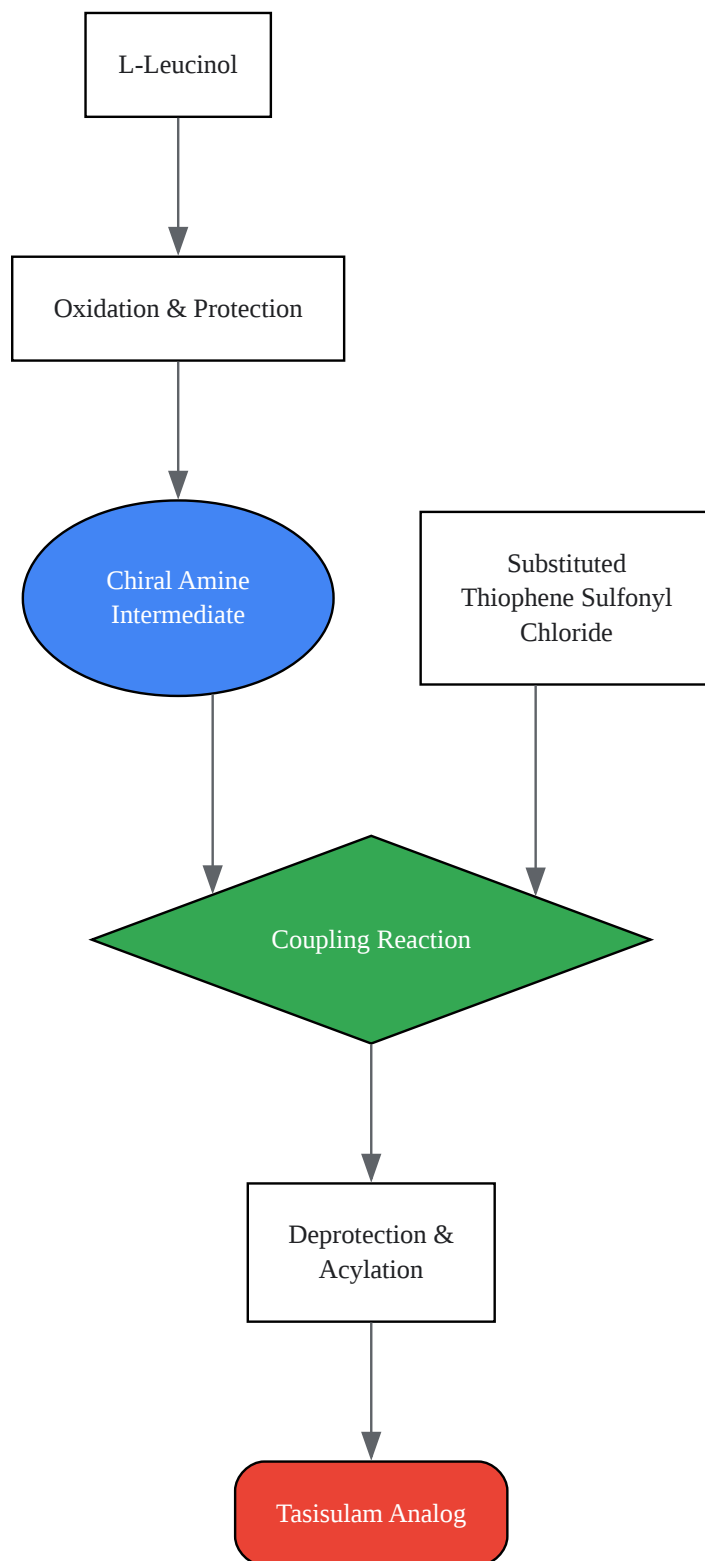 L-Leucinol
Oxidation & Protection
Chiral Amine
Intermediate
Substituted
Thiophene Sulfonyl
Chloride
Coupling Reaction
Deprotection &
Acylation
Tasisulam Analog